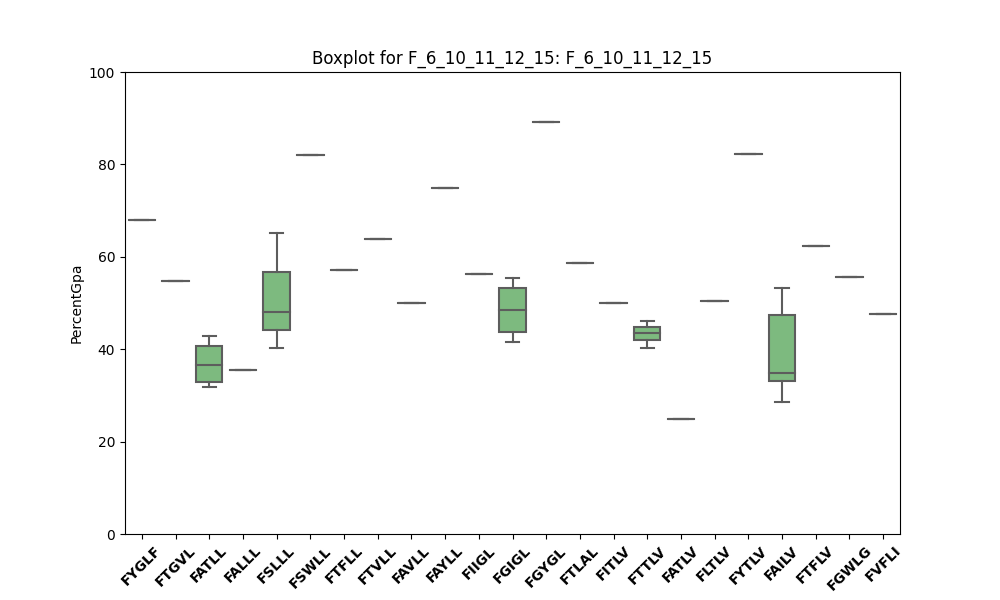 Boxplot for F_6_10_11_12_15: F_6_10_11_12_15
PercentGpa
100
80
60
40
20
0
FYGLF
FTGVL
FATLL
FALLL
FSLLL
FSWLL
FTFLL
FTVLL
FAVLL
FAYLL
FIIGL
FGIGL
FGYGL
FTLAL
FITLV
FTTLV
FATLV
FLTLV
FYTLV
FAILV
FTFLV
FGWLG
FVFLI